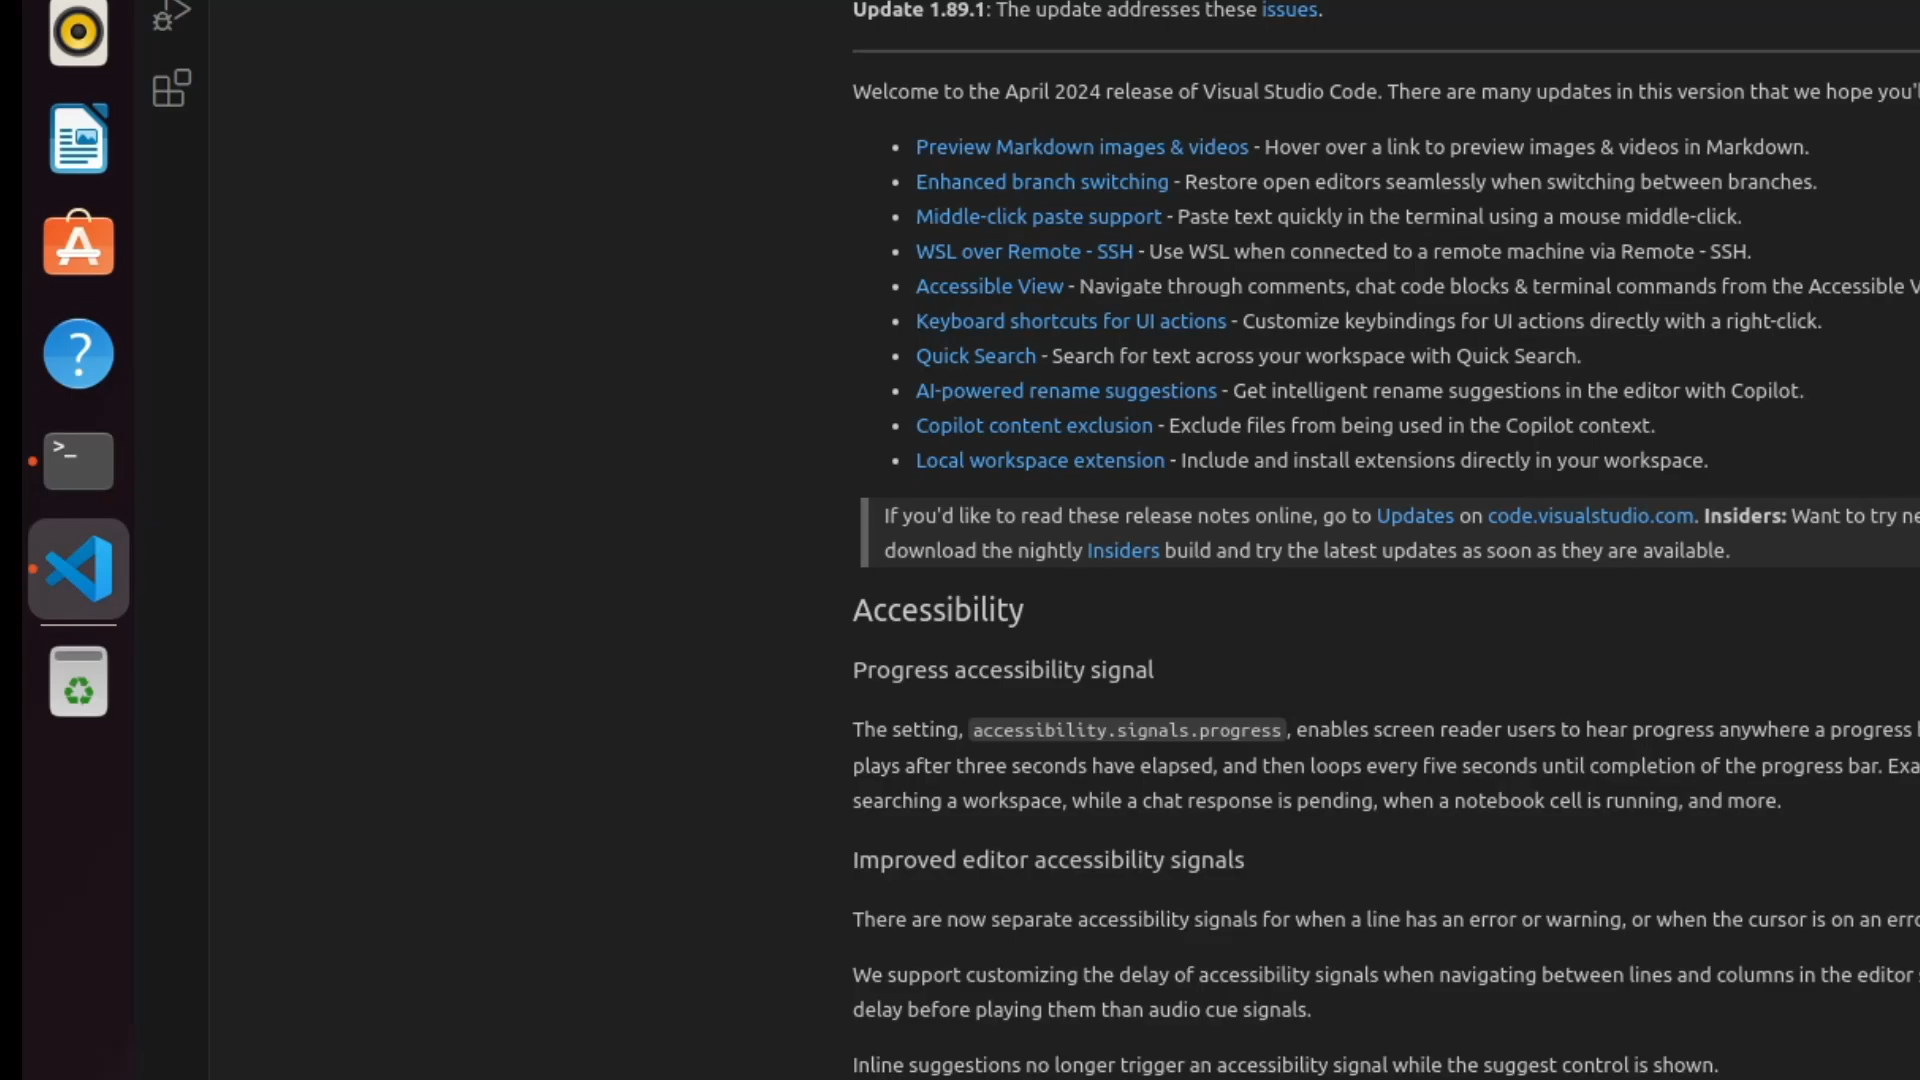 Update 1.89.1: The update addresses these issues.
Welcome to the April 2024 release of Visual Studio Code. There are many updates in this version that we hope you'l
• Preview Markdown images & videos - Hover over a link to preview images & videos in Markdown.
• Enhanced branch switching - Restore open editors seamlessly when switching between branches.
• Middle-click paste support - Paste text quickly in the terminal using a mouse middle-click.
• WSL over Remote - SSH - Use WSL when connected to a remote machine via Remote - SSH.
• Accessible View - Navigate through comments, chat code blocks & terminal commands from the Accessible V
• Keyboard shortcuts for UI actions - Customize keybindings for UI actions directly with a right-click.
• Quick Search - Search for text across your workspace with Quick Search.
• AI-powered rename suggestions - Get intelligent rename suggestions in the editor with Copilot.
• Copilot content exclusion - Exclude files from being used in the Copilot context.
• Local workspace extension - Include and install extensions directly in your workspace.
If you'd like to read these release notes online, go to Updates on code.visualstudio.com. Insiders: Want to try ne
download the nightly Insiders build and try the latest updates as soon as they are available.
Accessibility
Progress accessibility signal
The setting, accessibility.signals.progress, enables screen reader users to hear progress anywhere a progress
plays after three seconds have elapsed, and then loops every five seconds until completion of the progress bar. Exa
searching a workspace, while a chat response is pending, when a notebook cell is running, and more.
Improved editor accessibility signals
There are now separate accessibility signals for when a line has an error or warning, or when the cursor is on an erro
We support customizing the delay of accessibility signals when navigating between lines and columns in the editor
delay before playing them than audio cue signals.
Inline suggestions no longer trigger an accessibility signal while the suggest control is shown.